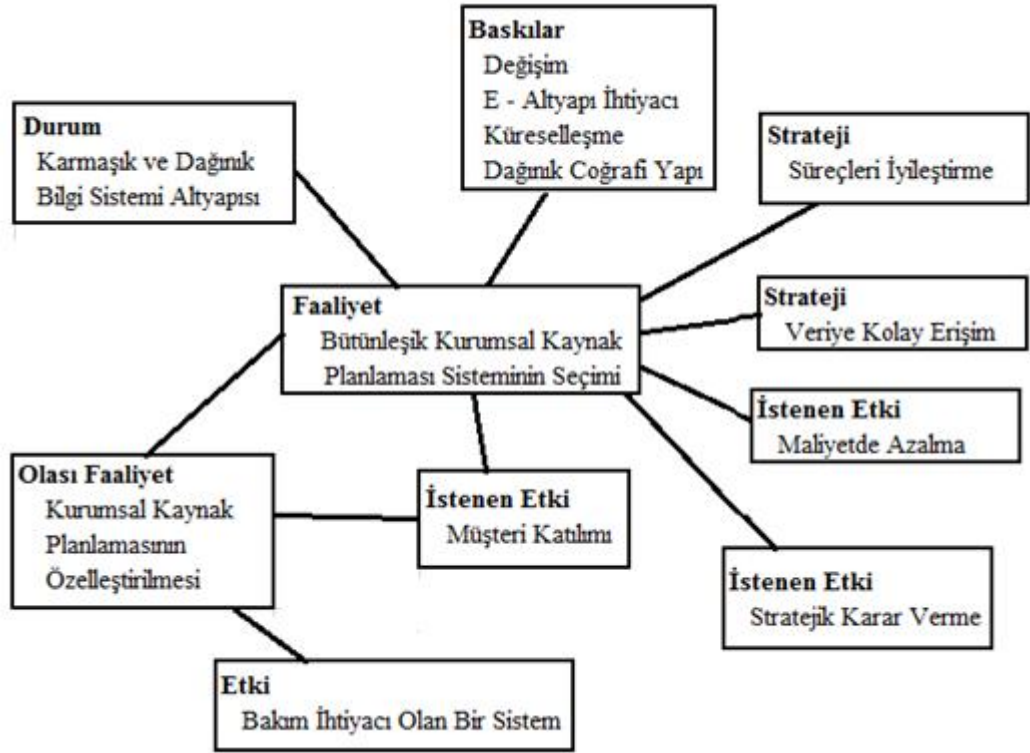 Baskılar
Değişim
E - Altyapı İhtiyacı
Küreselleşme
Dağınık Coğrafi Yapı
Durum
Karmaşık ve Dağınık
Bilgi Sistemi Altyapısı
Strateji
Süreçleri İyileştirme
Faaliyet
Bütünleşik Kurumsal Kaynak
Planlaması Sisteminin Seçimi
Strateji
Veriye Kolay Erişim
İstenen Etki
Maliyetde Azalma
Olası Faaliyet
Kurumsal Kaynak
Planlamasının
Özelleştirilmesi
İstenen Etki
Müşteri Katılımı
İstenen Etki
Stratejik Karar Verme
Etki
Bakım İhtiyacı Olan Bir Sistem